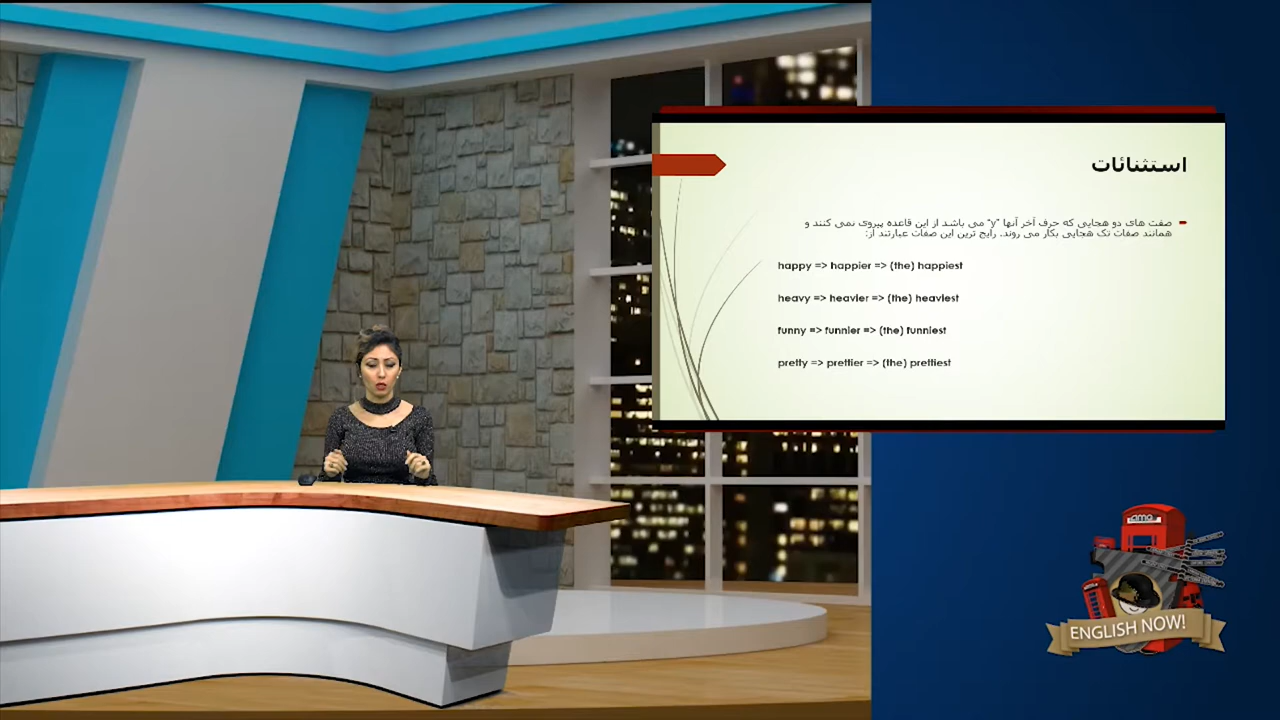 استثنائات
صفت های دو هجایی که حرف آخر آنها "y" می باشد از این قاعده پیروی نمی کنند و
همانند صفات تک هجایی بکار می روند. رایج ترین این صفات عبارتند از:
happy => happier => (the) happiest
heavy => heavier => (the) heaviest
funny => funnier => (the) funniest
pretty => prettier => (the) prettiest
ENGLISH NOW!